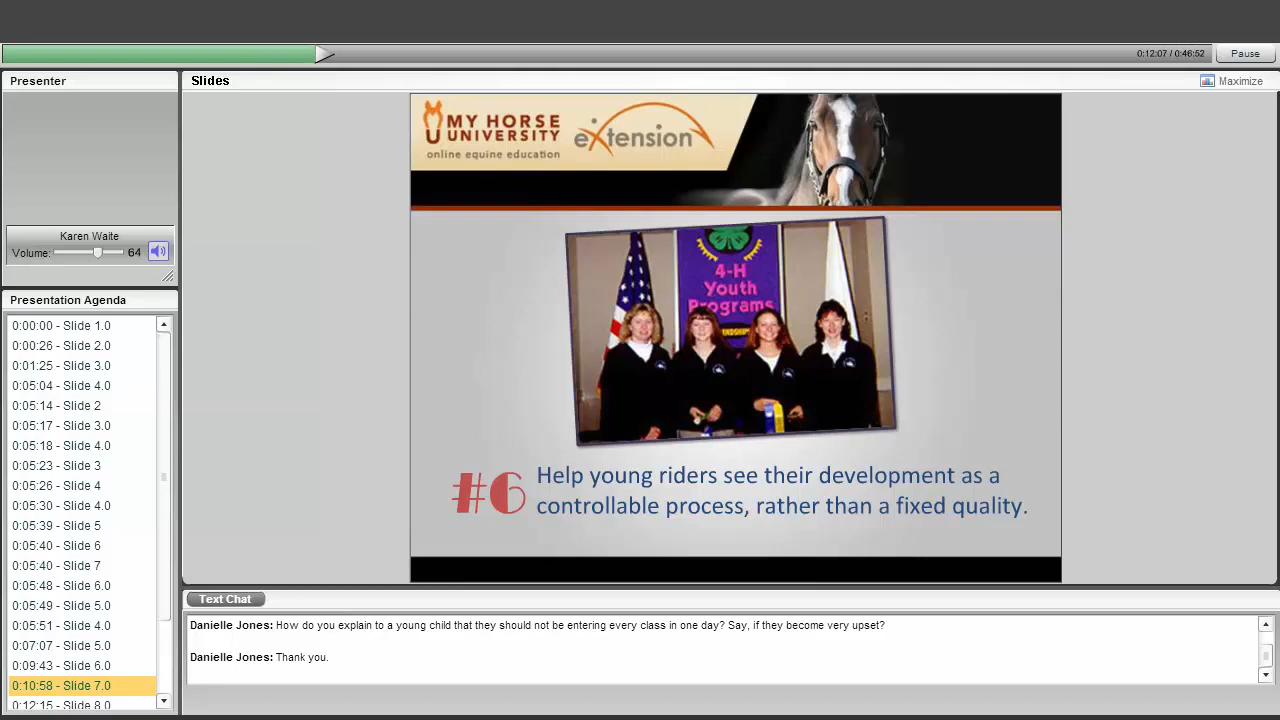 0:12:07 / 0:46:52
Pause
Presenter
Slides
Maximize
Karen Waite
Volume:
64
Presentation Agenda
0:00:00 - Slide 1.0
0:00:26 - Slide 2.0
0:01:25 - Slide 3.0
0:05:04 - Slide 4.0
0:05:14 - Slide 2
0:05:17 - Slide 3.0
0:05:18 - Slide 4.0
0:05:23 - Slide 3
0:05:26 - Slide 4
0:05:30 - Slide 4.0
0:05:39 - Slide 5
0:05:40 - Slide 6
0:05:40 - Slide 7
0:05:48 - Slide 6.0
0:05:49 - Slide 5.0
0:05:51 - Slide 4.0
0:07:07 - Slide 5.0
0:09:43 - Slide 6.0
0:10:58 - Slide 7.0
0:12:15 - Slide 8.0
MY HORSE
UNIVERSITY
online equine education
eXtension
4-H
Youth
Programs
#6 Help young riders see their development as a
controllable process, rather than a fixed quality.
Text Chat
Danielle Jones: How do you explain to a young child that they should not be entering every class in one day? Say, if they become very upset?
Danielle Jones: Thank you.